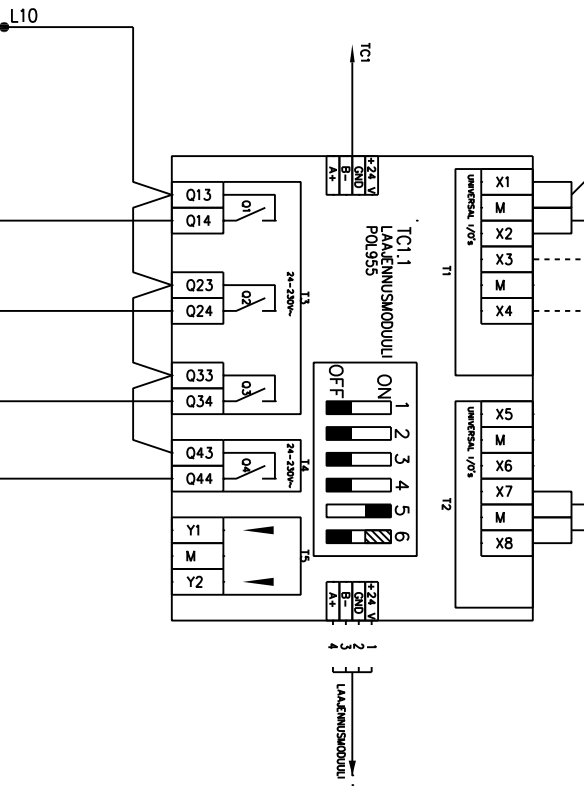 L10
TC1
A+
B-
GND
+24 V
TC1.1
LAAJENNUSMODUULI
POL955
Q13
Q14
Q1
Q23
Q24
Q2
Q33
Q34
Q3
T3
24-230V~
Q43
Q44
Q4
T4
24-230V~
Y1
M
Y2
T5
OFF
ON
1
2
3
4
5
6
UNIVERSAL I/O's
T1
X1
M
X2
X3
M
X4
UNIVERSAL I/O's
T2
X5
M
X6
X7
M
X8
A+
B-
GND
+24 V
4
3
2
1
LAAJENNUSMODUULI